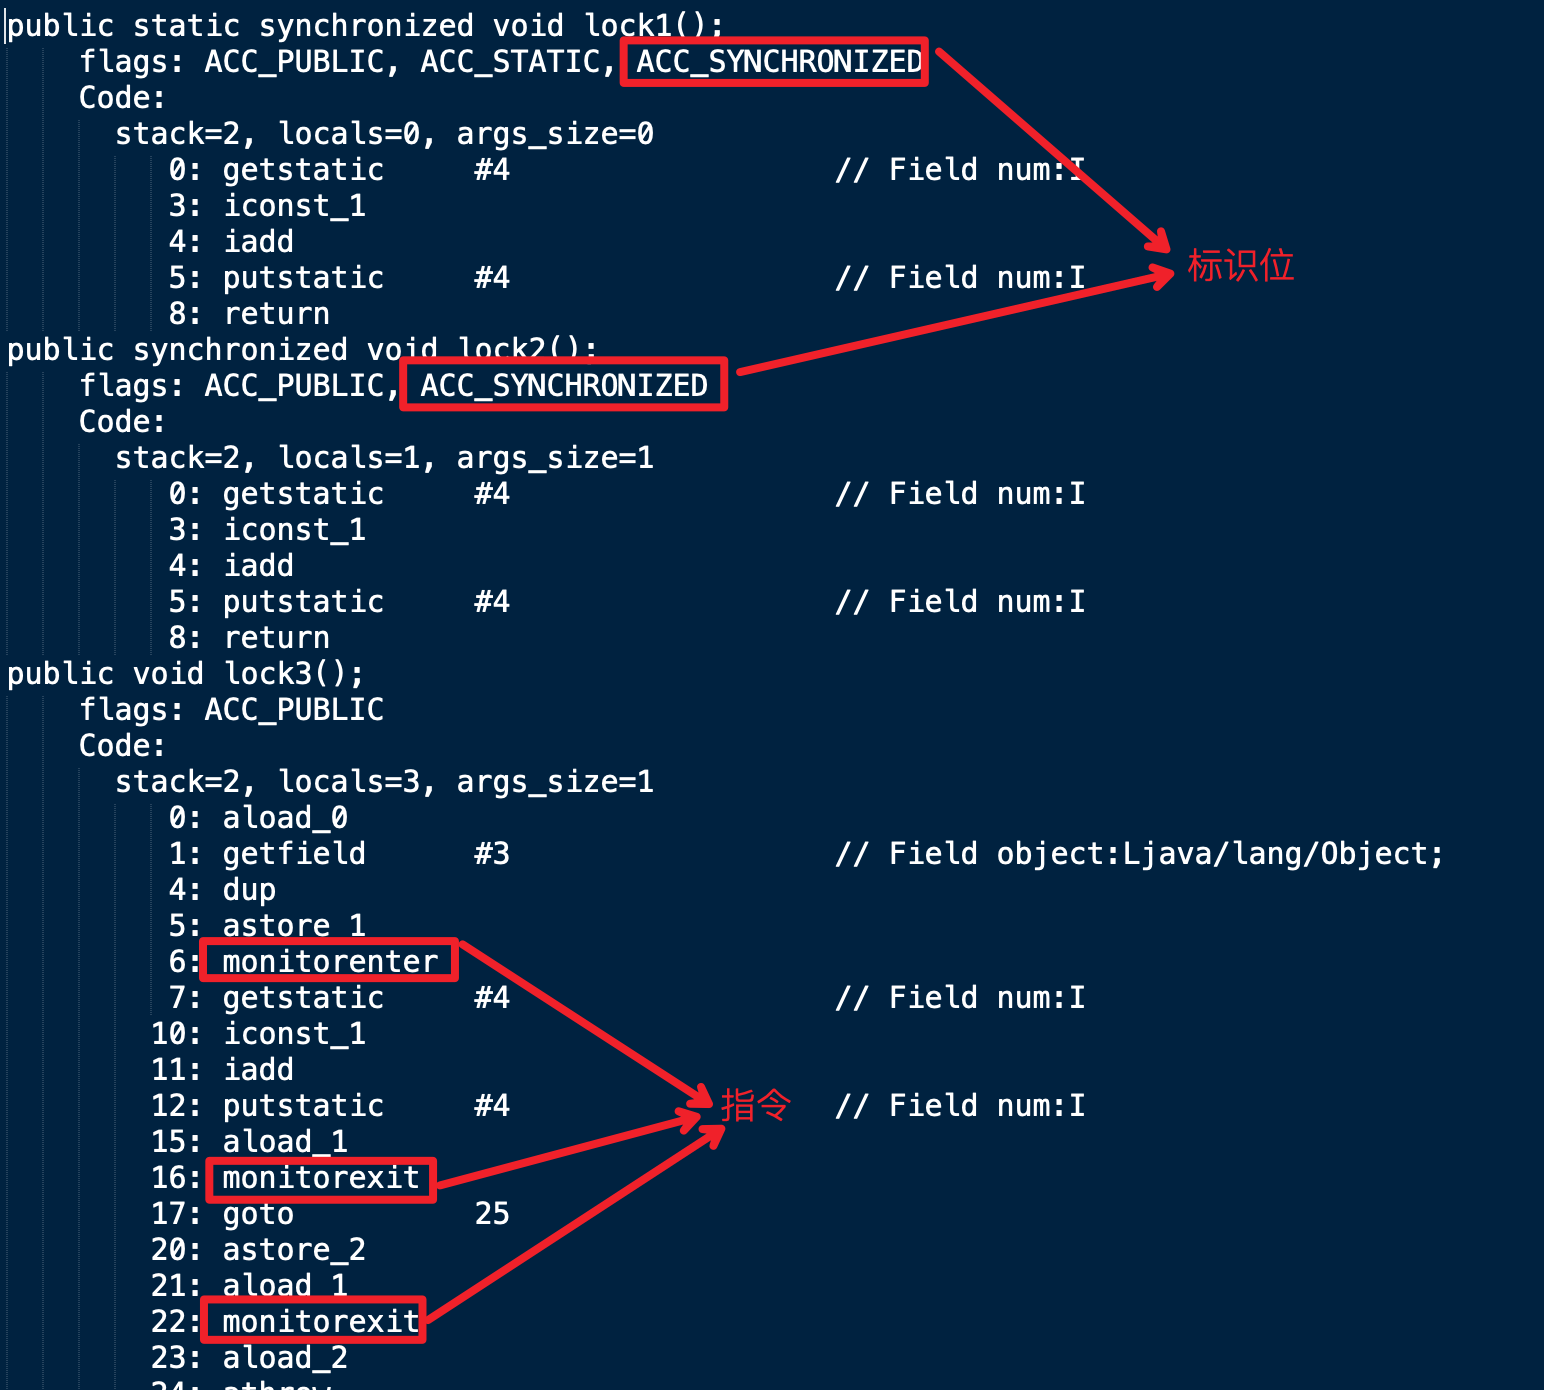 public static synchronized void lock1();
flags: ACC_PUBLIC, ACC_STATIC, ACC_SYNCHRONIZED
Code:
stack=2, locals=0, args_size=0
0: getstatic #4 // Field num:I
3: iconst_1
4: iadd
标识位
5: putstatic #4 // Field num:I
8: return
public synchronized void lock2();
flags: ACC_PUBLIC, ACC_SYNCHRONIZED
Code:
stack=2, locals=1, args_size=1
0: getstatic #4 // Field num:I
3: iconst_1
4: iadd
5: putstatic #4 // Field num:I
8: return
public void lock3();
flags: ACC_PUBLIC
Code:
stack=2, locals=3, args_size=1
0: aload_0
1: getfield #3 // Field object:Ljava/lang/Object;
4: dup
5: astore_1
6: monitorenter
7: getstatic #4 // Field num:I
10: iconst_1
11: iadd
12: putstatic #4 指令 // Field num:I
15: aload_1
16: monitorexit
17: goto 25
20: astore_2
21: aload_1
22: monitorexit
23: aload_2
24: athrow